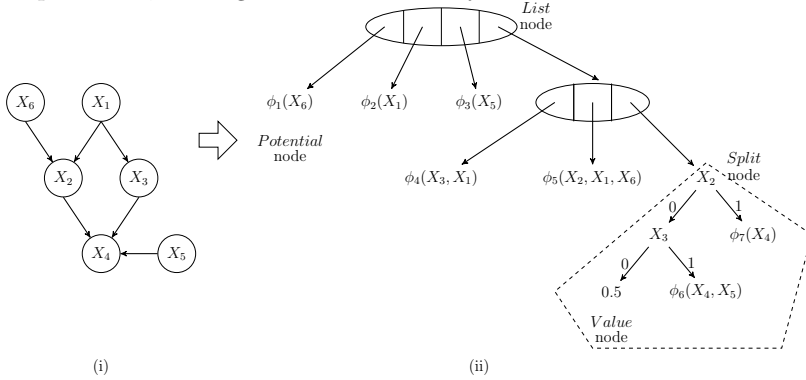 List
node
X₆ X₁
ϕ₁(X₆) ϕ₂(X₁) ϕ₃(X₅)
Potential
node
X₂ X₃
ϕ₄(X₃, X₁) ϕ₅(X₂, X₁, X₆) X₂
Split
node
0 1
X₄ X₅
X₃ ϕ₇(X₄)
0 1
0.5 ϕ₆(X₄, X₅)
Value
node
(i) (ii)